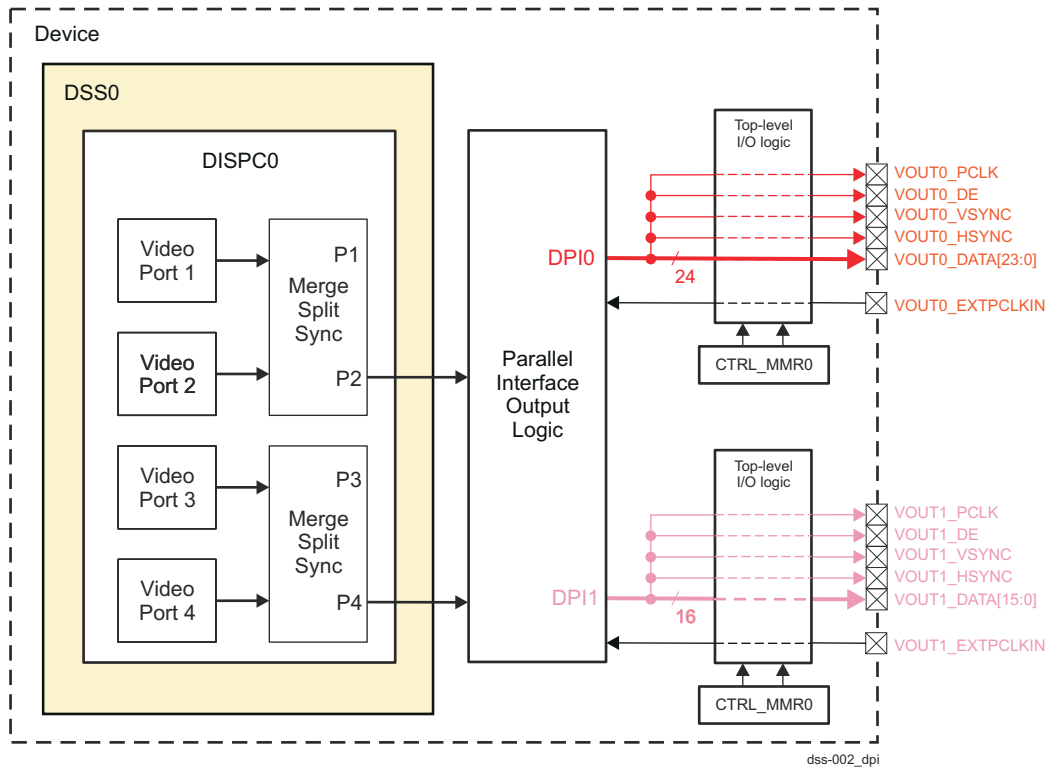 Device
DSS0
DISPC0
Video
Port 1
Video
Port 2
P1
Merge
Split
Sync
P2
Video
Port 3
Video
Port 4
P3
Merge
Split
Sync
P4
Parallel
Interface
Output
Logic
DPI0
24
Top-level
I/O logic
CTRL_MMR0
VOUT0_PCLK
VOUT0_DE
VOUT0_VSYNC
VOUT0_HSYNC
VOUT0_DATA[23:0]
VOUT0_EXTPCLKIN
DPI1
16
Top-level
I/O logic
CTRL_MMR0
VOUT1_PCLK
VOUT1_DE
VOUT1_VSYNC
VOUT1_HSYNC
VOUT1_DATA[15:0]
VOUT1_EXTPCLKIN
dss-002_dpi